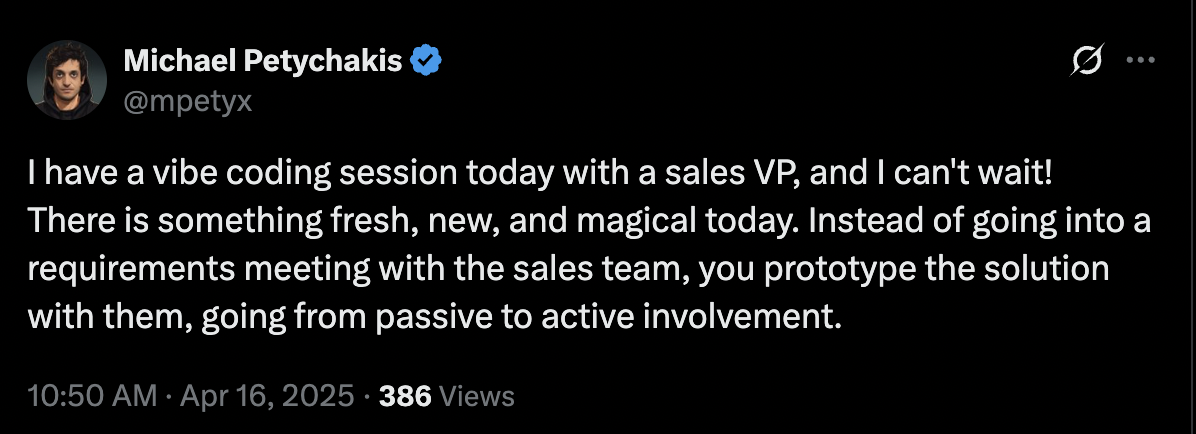 Michael Petychakis
@mpetyx
I have a vibe coding session today with a sales VP, and I can't wait!
There is something fresh, new, and magical today. Instead of going into a
requirements meeting with the sales team, you prototype the solution
with them, going from passive to active involvement.
10:50 AM · Apr 16, 2025 · 386 Views